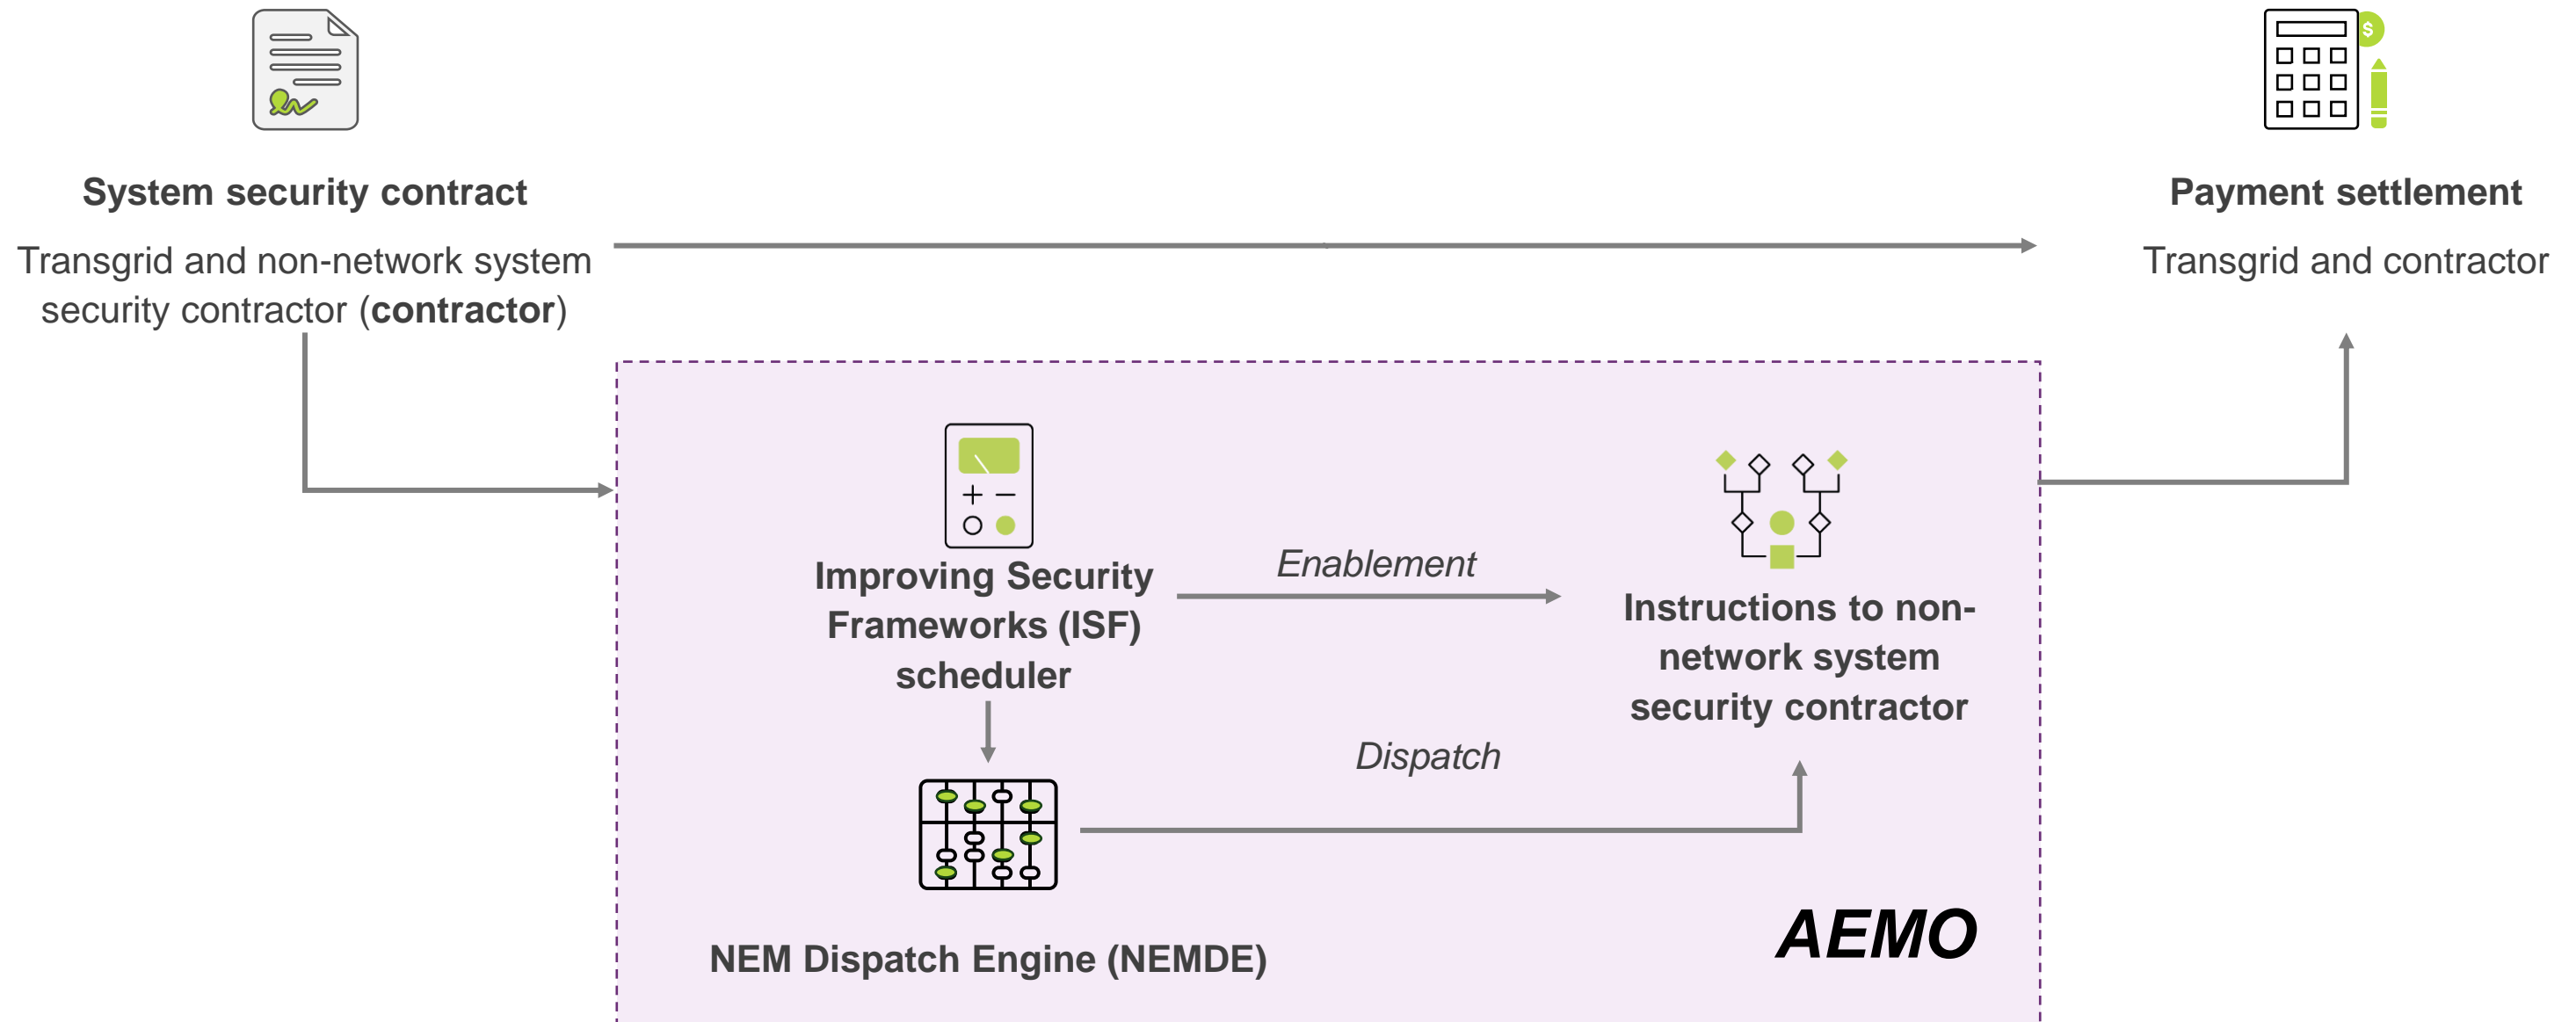 $
System security contract
Transgrid and non-network system
security contractor (contractor)
Payment settlement
Transgrid and contractor
Improving Security
Frameworks (ISF)
scheduler
Enablement
Instructions to non-
network system
security contractor
Dispatch
NEM Dispatch Engine (NEMDE)
AEMO